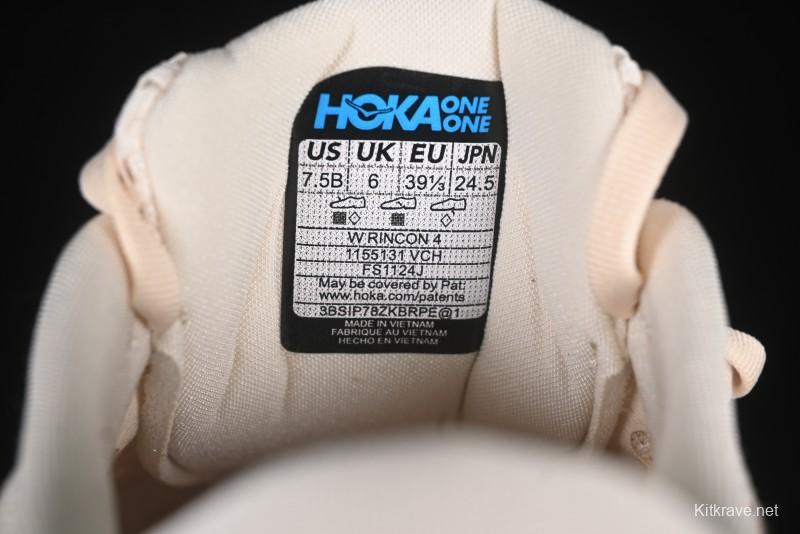 HOKA ONE ONE
US UK EU JPN
7.5B 6 39⅓ 24.5
W RINCON 4
1155131 VCH
FS1124J
May be covered by Pat:
www.hoka.com/patents
3BSIP78ZKBRPE@1
MADE IN VIETNAM
FABRIQUÉ AU VIETNAM
HECHO EN VIETNAM
Kitkrave.net